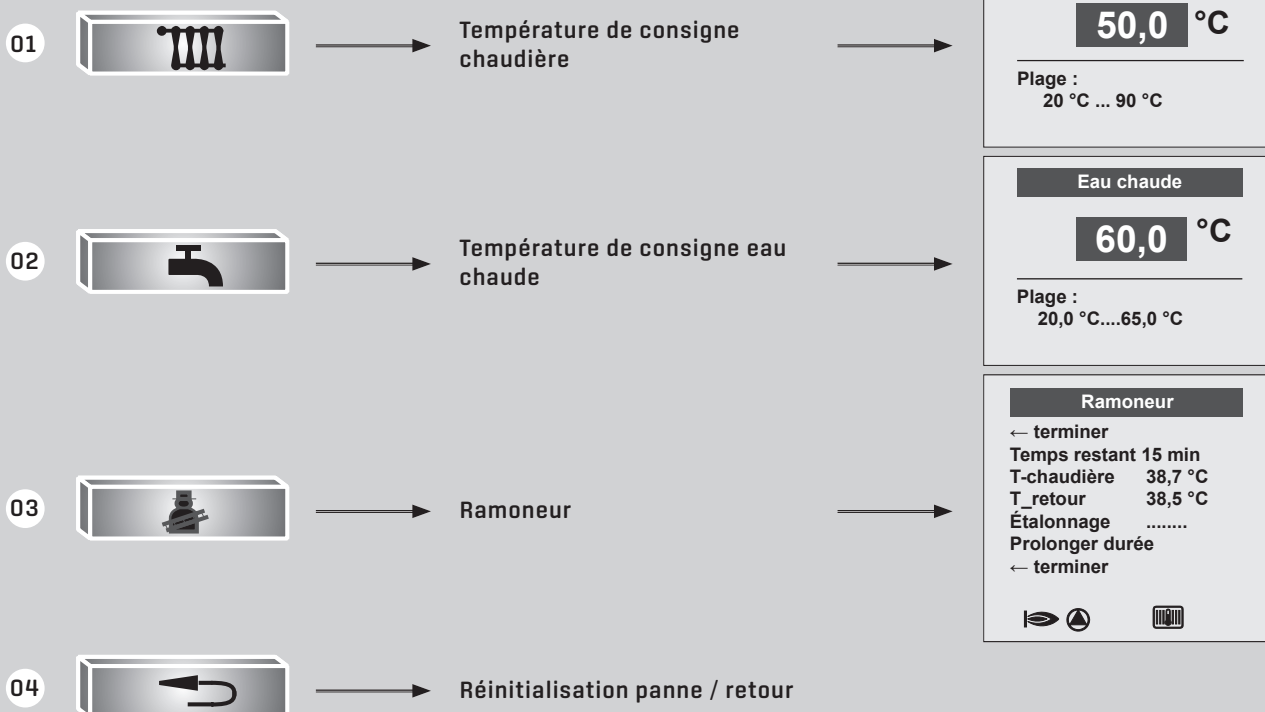 01
Température de consigne
chaudière
50,0 °C
Plage :
20 °C ... 90 °C
02
Température de consigne eau
chaude
Eau chaude
60,0 °C
Plage :
20,0 °C....65,0 °C
03
Ramoneur
Ramoneur
← terminer
Temps restant 15 min
T-chaudière 38,7 °C
T_retour 38,5 °C
Étalonnage ........
Prolonger durée
← terminer
04
Réinitialisation panne / retour